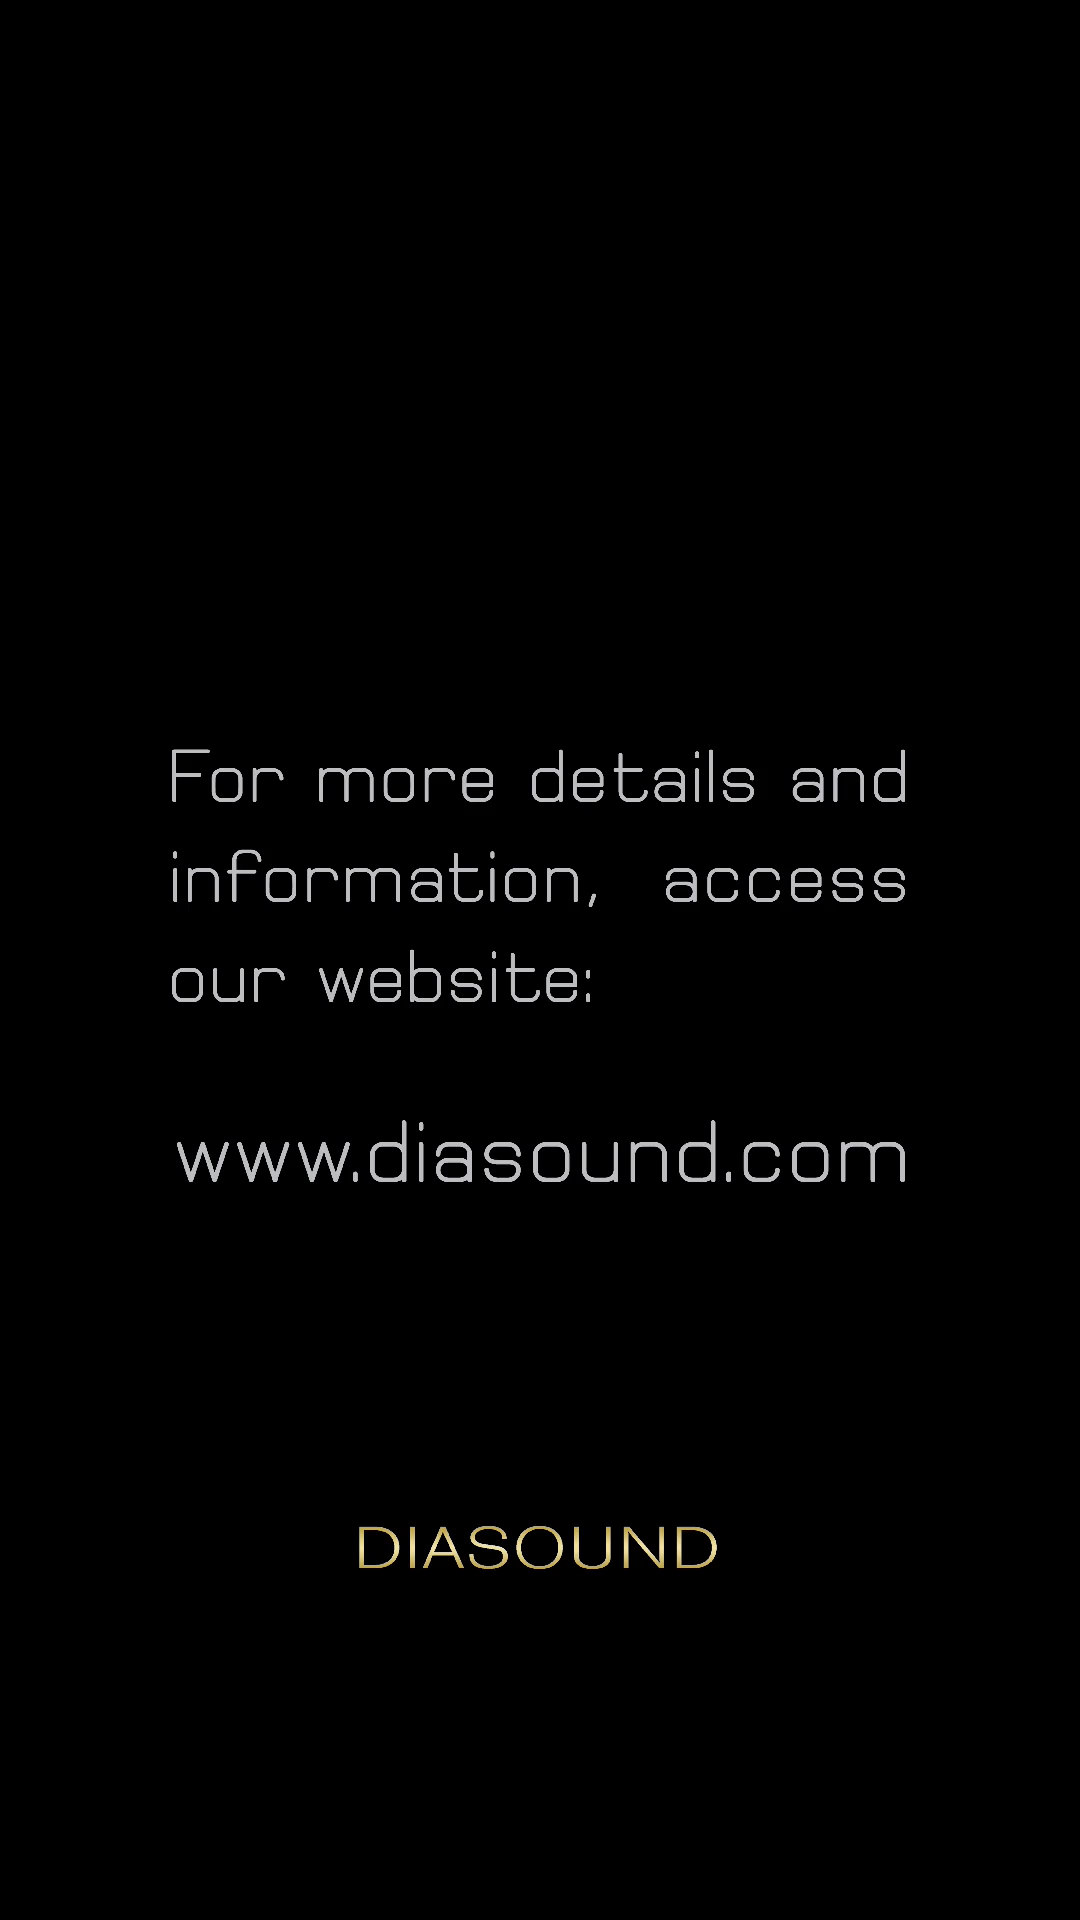 For more details and
information, access
our website:
www.diasound.com
DIASOUND